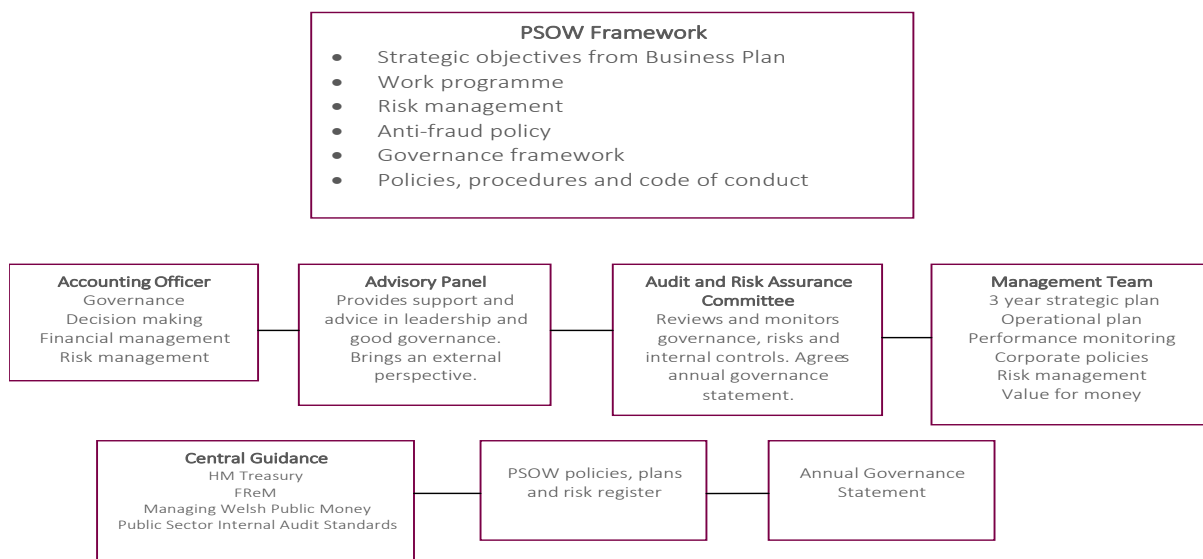 PSOW Framework
• Strategic objectives from Business Plan
• Work programme
• Risk management
• Anti-fraud policy
• Governance framework
• Policies, procedures and code of conduct
Accounting Officer
Governance
Decision making
Financial management
Risk management
Advisory Panel
Provides support and
advice in leadership and
good governance.
Brings an external
perspective.
Audit and Risk Assurance
Committee
Reviews and monitors
governance, risks and
internal controls. Agrees
annual governance
statement.
Management Team
3 year strategic plan
Operational plan
Performance monitoring
Corporate policies
Risk management
Value for money
Central Guidance
HM Treasury
FReM
Managing Welsh Public Money
Public Sector Internal Audit Standards
PSOW policies, plans
and risk register
Annual Governance
Statement